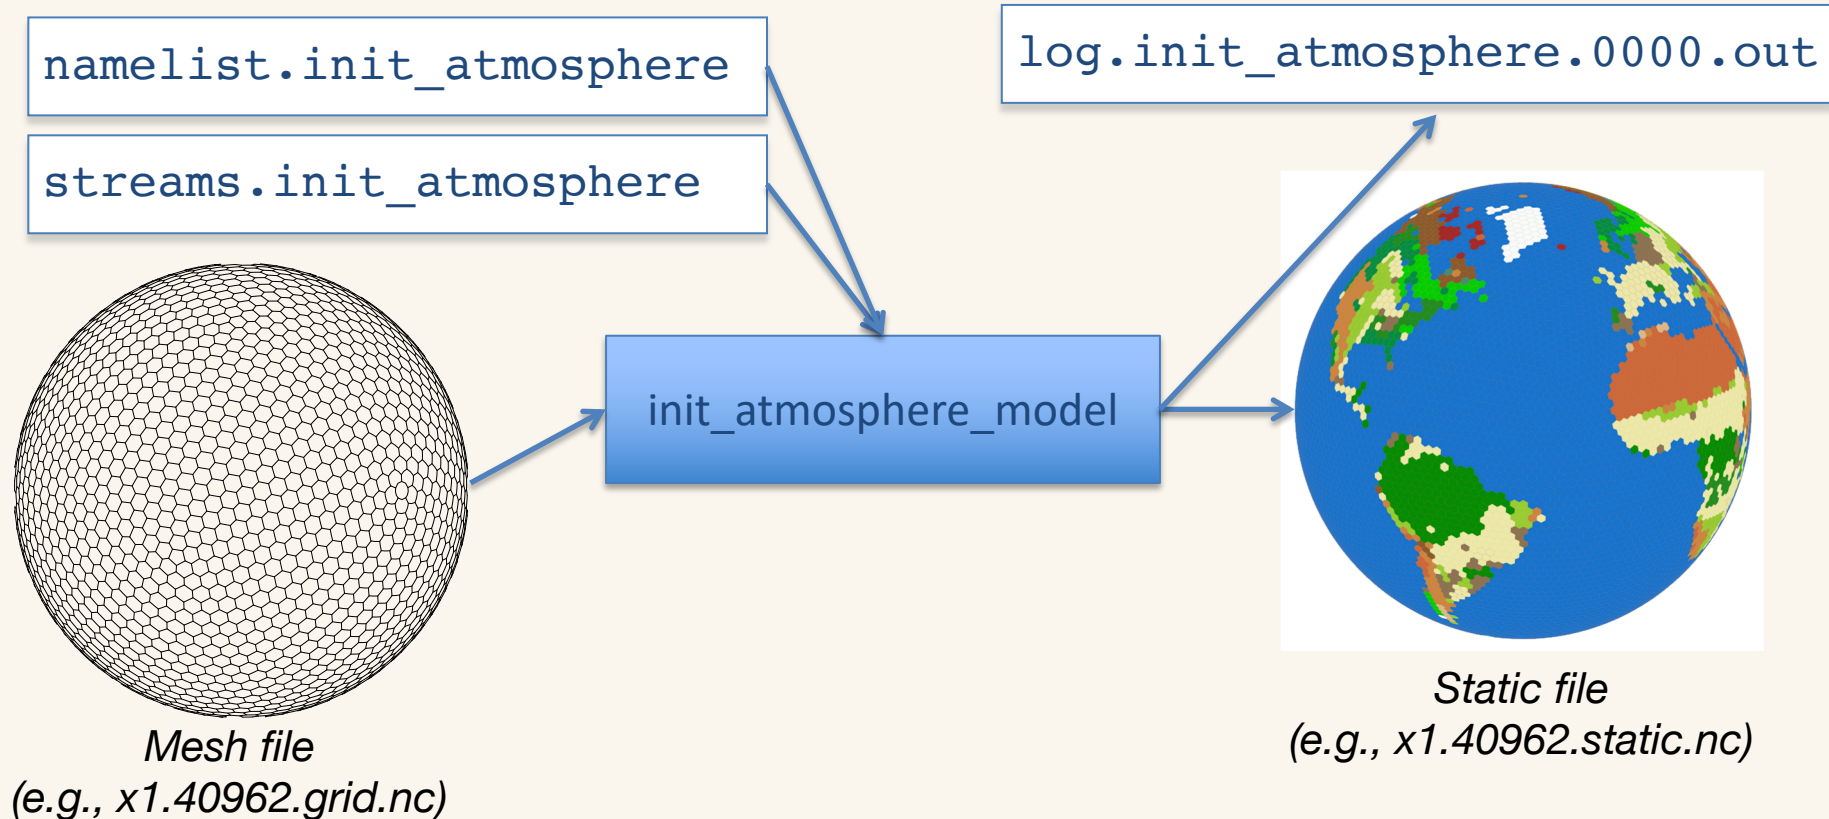 namelist.init_atmosphere
streams.init_atmosphere
log.init_atmosphere.0000.out
init_atmosphere_model
Mesh file
(e.g., x1.40962.grid.nc)
Static file
(e.g., x1.40962.static.nc)